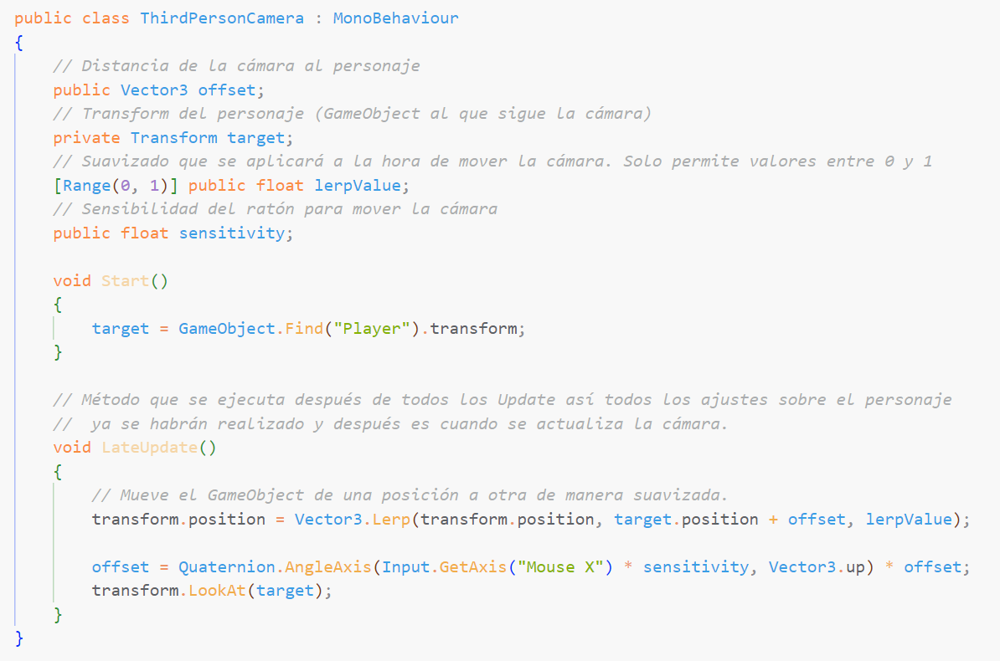 public class ThirdPersonCamera : MonoBehaviour
{
    // Distancia de la cámara al personaje
    public Vector3 offset;
    // Transform del personaje (GameObject al que sigue la cámara)
    private Transform target;
    // Suavizado que se aplicará a la hora de mover la cámara. Solo permite valores entre 0 y 1
    [Range(0, 1)] public float lerpValue;
    // Sensibilidad del ratón para mover la cámara
    public float sensitivity;

    void Start()
    {
        target = GameObject.Find("Player").transform;
    }

    // Método que se ejecuta después de todos los Update así todos los ajustes sobre el personaje
    //  ya se habrán realizado y después es cuando se actualiza la cámara.
    void LateUpdate()
    {
        // Mueve el GameObject de una posición a otra de manera suavizada.
        transform.position = Vector3.Lerp(transform.position, target.position + offset, lerpValue);

        offset = Quaternion.AngleAxis(Input.GetAxis("Mouse X") * sensitivity, Vector3.up) * offset;
        transform.LookAt(target);
    }
}